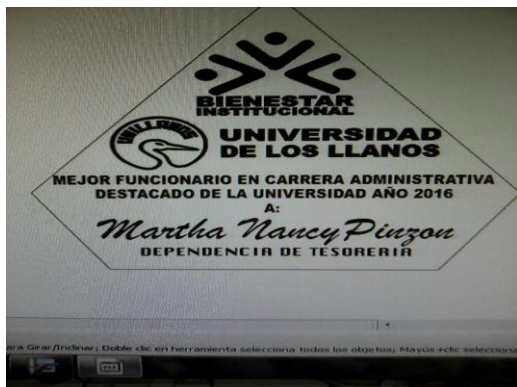 BIENESTAR
INSTITUCIONAL
UNILLANOS
UNIVERSIDAD
DE LOS LLANOS
MEJOR FUNCIONARIO EN CARRERA ADMINISTRATIVA
DESTACADO DE LA UNIVERSIDAD AÑO 2016
A:
Martha Nancy Pinzon
DEPENDENCIA DE TESORERIA
ara Girar/Inclinar; Doble clic en herramienta selecciona todos los objetos; Mayús+clic selecciona